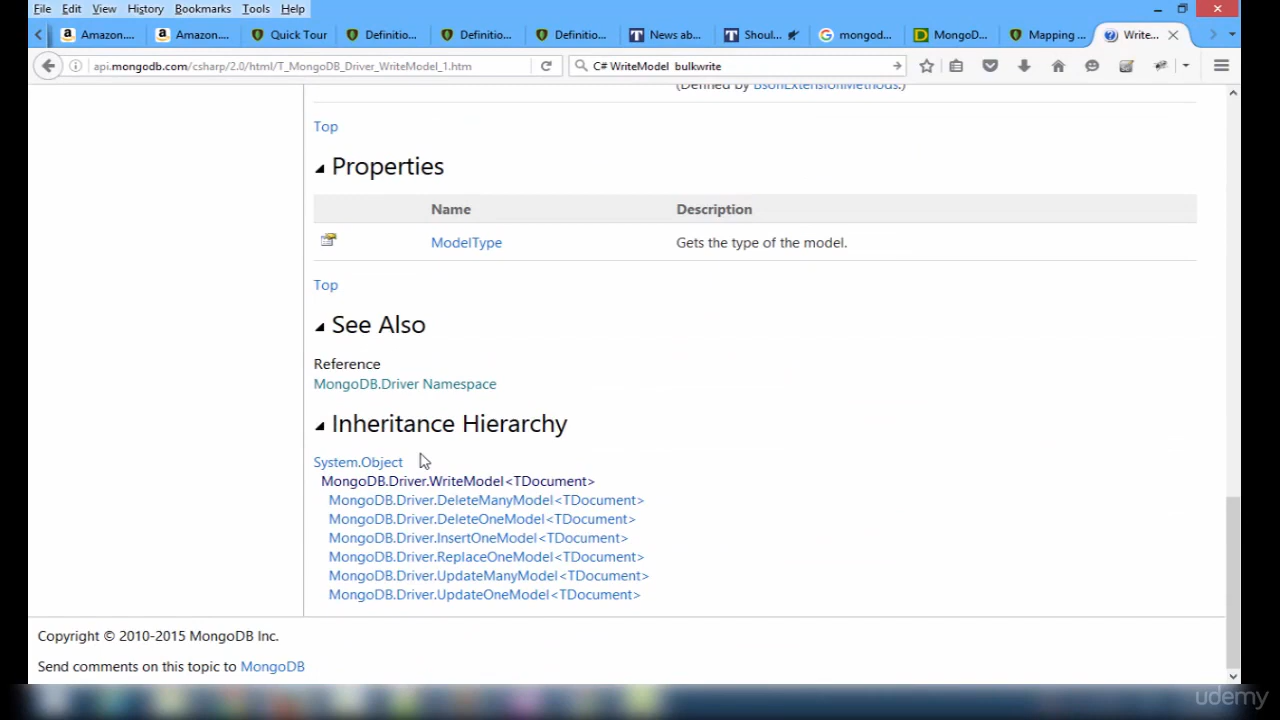 File Edit View History Bookmarks Tools Help
Amazon.... Amazon.... Quick Tour Definitio... Definitio... Definitio... News ab... Shoul... mongod... MongoD... Mapping ... Write...
api.mongodb.com/csharp/2.0/html/T_MongoDB_Driver_WriteModel_1.htm C# WriteModel bulkwrite
(Defined by BsonExtensionMethods.)
Top
Properties
Name Description
ModelType Gets the type of the model.
Top
See Also
Reference
MongoDB.Driver Namespace
Inheritance Hierarchy
System.Object
MongoDB.Driver.WriteModel<TDocument>
MongoDB.Driver.DeleteManyModel<TDocument>
MongoDB.Driver.DeleteOneModel<TDocument>
MongoDB.Driver.InsertOneModel<TDocument>
MongoDB.Driver.ReplaceOneModel<TDocument>
MongoDB.Driver.UpdateManyModel<TDocument>
MongoDB.Driver.UpdateOneModel<TDocument>
Copyright © 2010-2015 MongoDB Inc.
Send comments on this topic to MongoDB
udemy